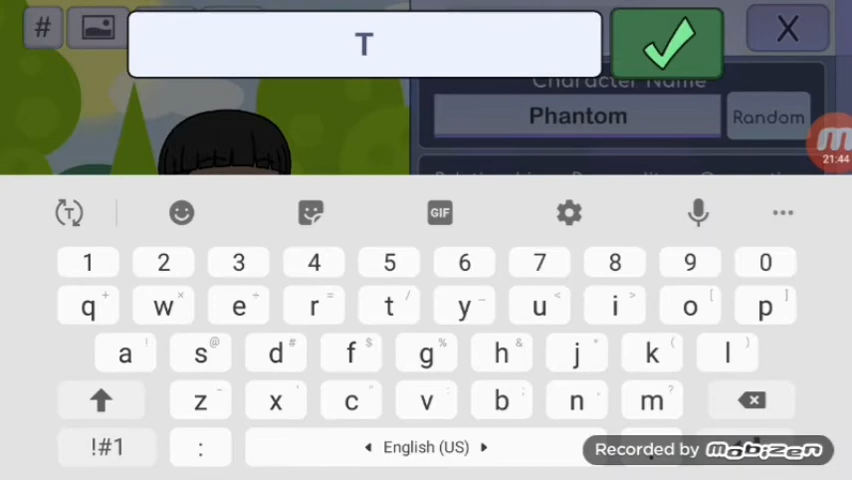 #
T
X
Character Name
Phantom
Random
21:44
T
GIF
1 2 3 4 5 6 7 8 9 0
q + w × e ÷ r = t / y _ u < i > o [ p ]
a ! s @ d # f $ g % h & j * k ( l )
z - x ' c " v : b ; n , m ?
!#1 : English (US)
Recorded by mobizen